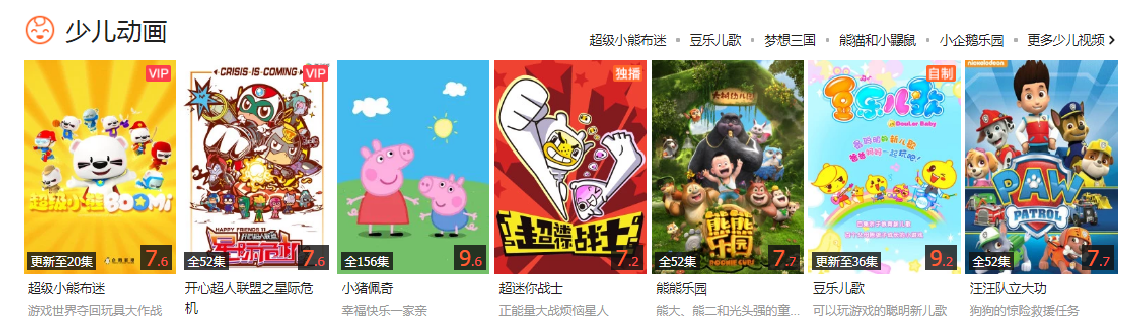 少儿动画
超级小熊布迷 豆乐儿歌 梦想三国 熊猫和小鼹鼠 小企鹅乐园 更多少儿视频
VIP
超级小熊BOOMi
更新至20集
7.6
超级小熊布迷
游戏世界夺回玩具大作战
CRISIS·IS·COMING
VIP
HAPPY FRIENDS 11
开心超人联盟
星际危机
全52集
7.6
开心超人联盟之星际危
机
全156集
9.6
小猪佩奇
幸福快乐一家亲
独播
超迷你战士
7.2
超迷你战士
正能量大战烦恼星人
熊熊乐园
BOONIE CUBS
全52集
7.7
熊熊乐园
熊大、熊二和光头强的童...
自制
豆乐儿歌
DouLer Baby
更新至36集
9.2
豆乐儿歌
可以玩游戏的聪明新儿歌
nickelodeon
PAW
PATROL
全52集
7.7
汪汪队立大功
狗狗的惊险救援任务